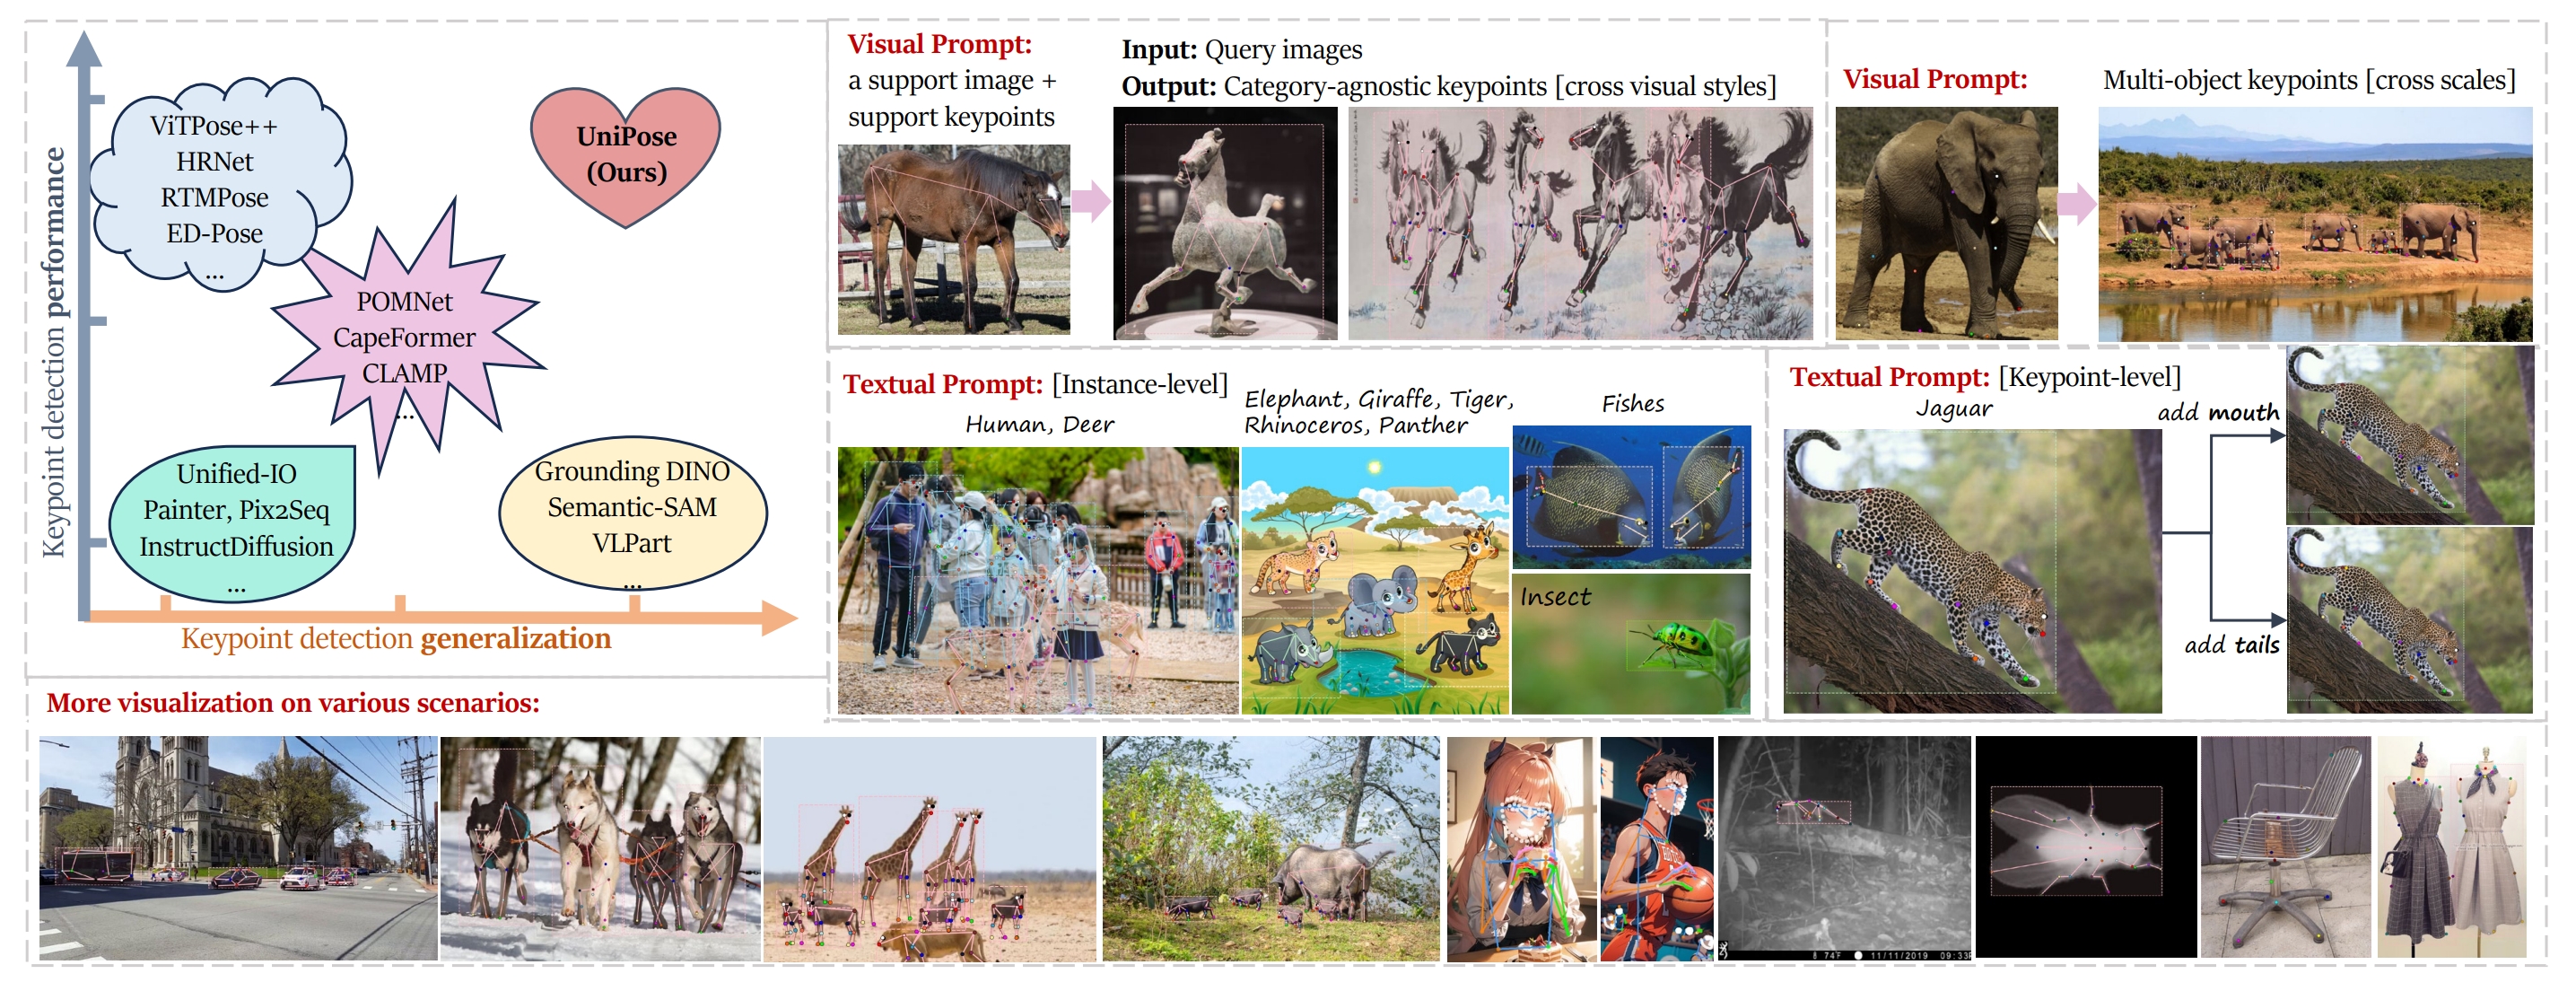 Keypoint detection performance
ViTPose++
HRNet
RTMPose
ED-Pose
...
UniPose
(Ours)
POMNet
CapeFormer
CLAMP
...
Unified-IO
Painter, Pix2Seq
InstructDiffusion
...
Grounding DINO
Semantic-SAM
VLPart
...
Keypoint detection generalization
Visual Prompt:
a support image +
support keypoints
Input: Query images
Output: Category-agnostic keypoints [cross visual styles]
Visual Prompt:
Multi-object keypoints [cross scales]
Textual Prompt: [Instance-level]
Human, Deer
Elephant, Giraffe, Tiger,
Rhinoceros, Panther
Fishes
Insect
Textual Prompt: [Keypoint-level]
Jaguar
add mouth
add tails
More visualization on various scenarios:
74°F 11/11/2019 09:33